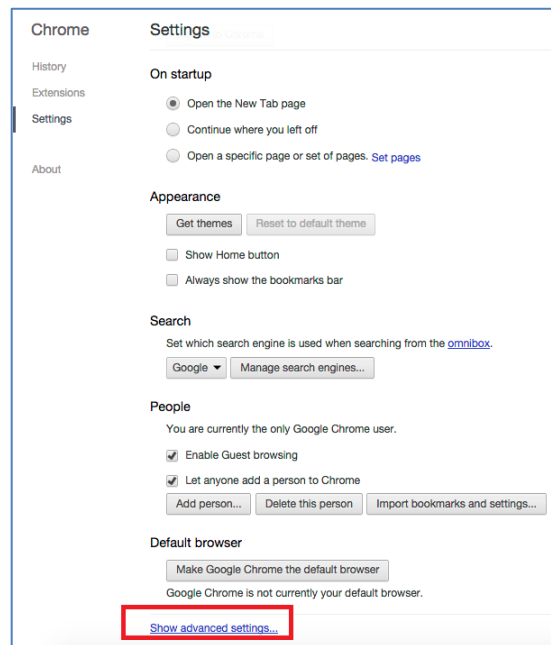 Chrome
Settings
History
Extensions
Settings
About
On startup
Open the New Tab page
Continue where you left off
Open a specific page or set of pages. Set pages
Appearance
Get themes Reset to default theme
Show Home button
Always show the bookmarks bar
Search
Set which search engine is used when searching from the omnibox.
Google Manage search engines...
People
You are currently the only Google Chrome user.
Enable Guest browsing
Let anyone add a person to Chrome
Add person... Delete this person Import bookmarks and settings...
Default browser
Make Google Chrome the default browser
Google Chrome is not currently your default browser.
Show advanced settings...